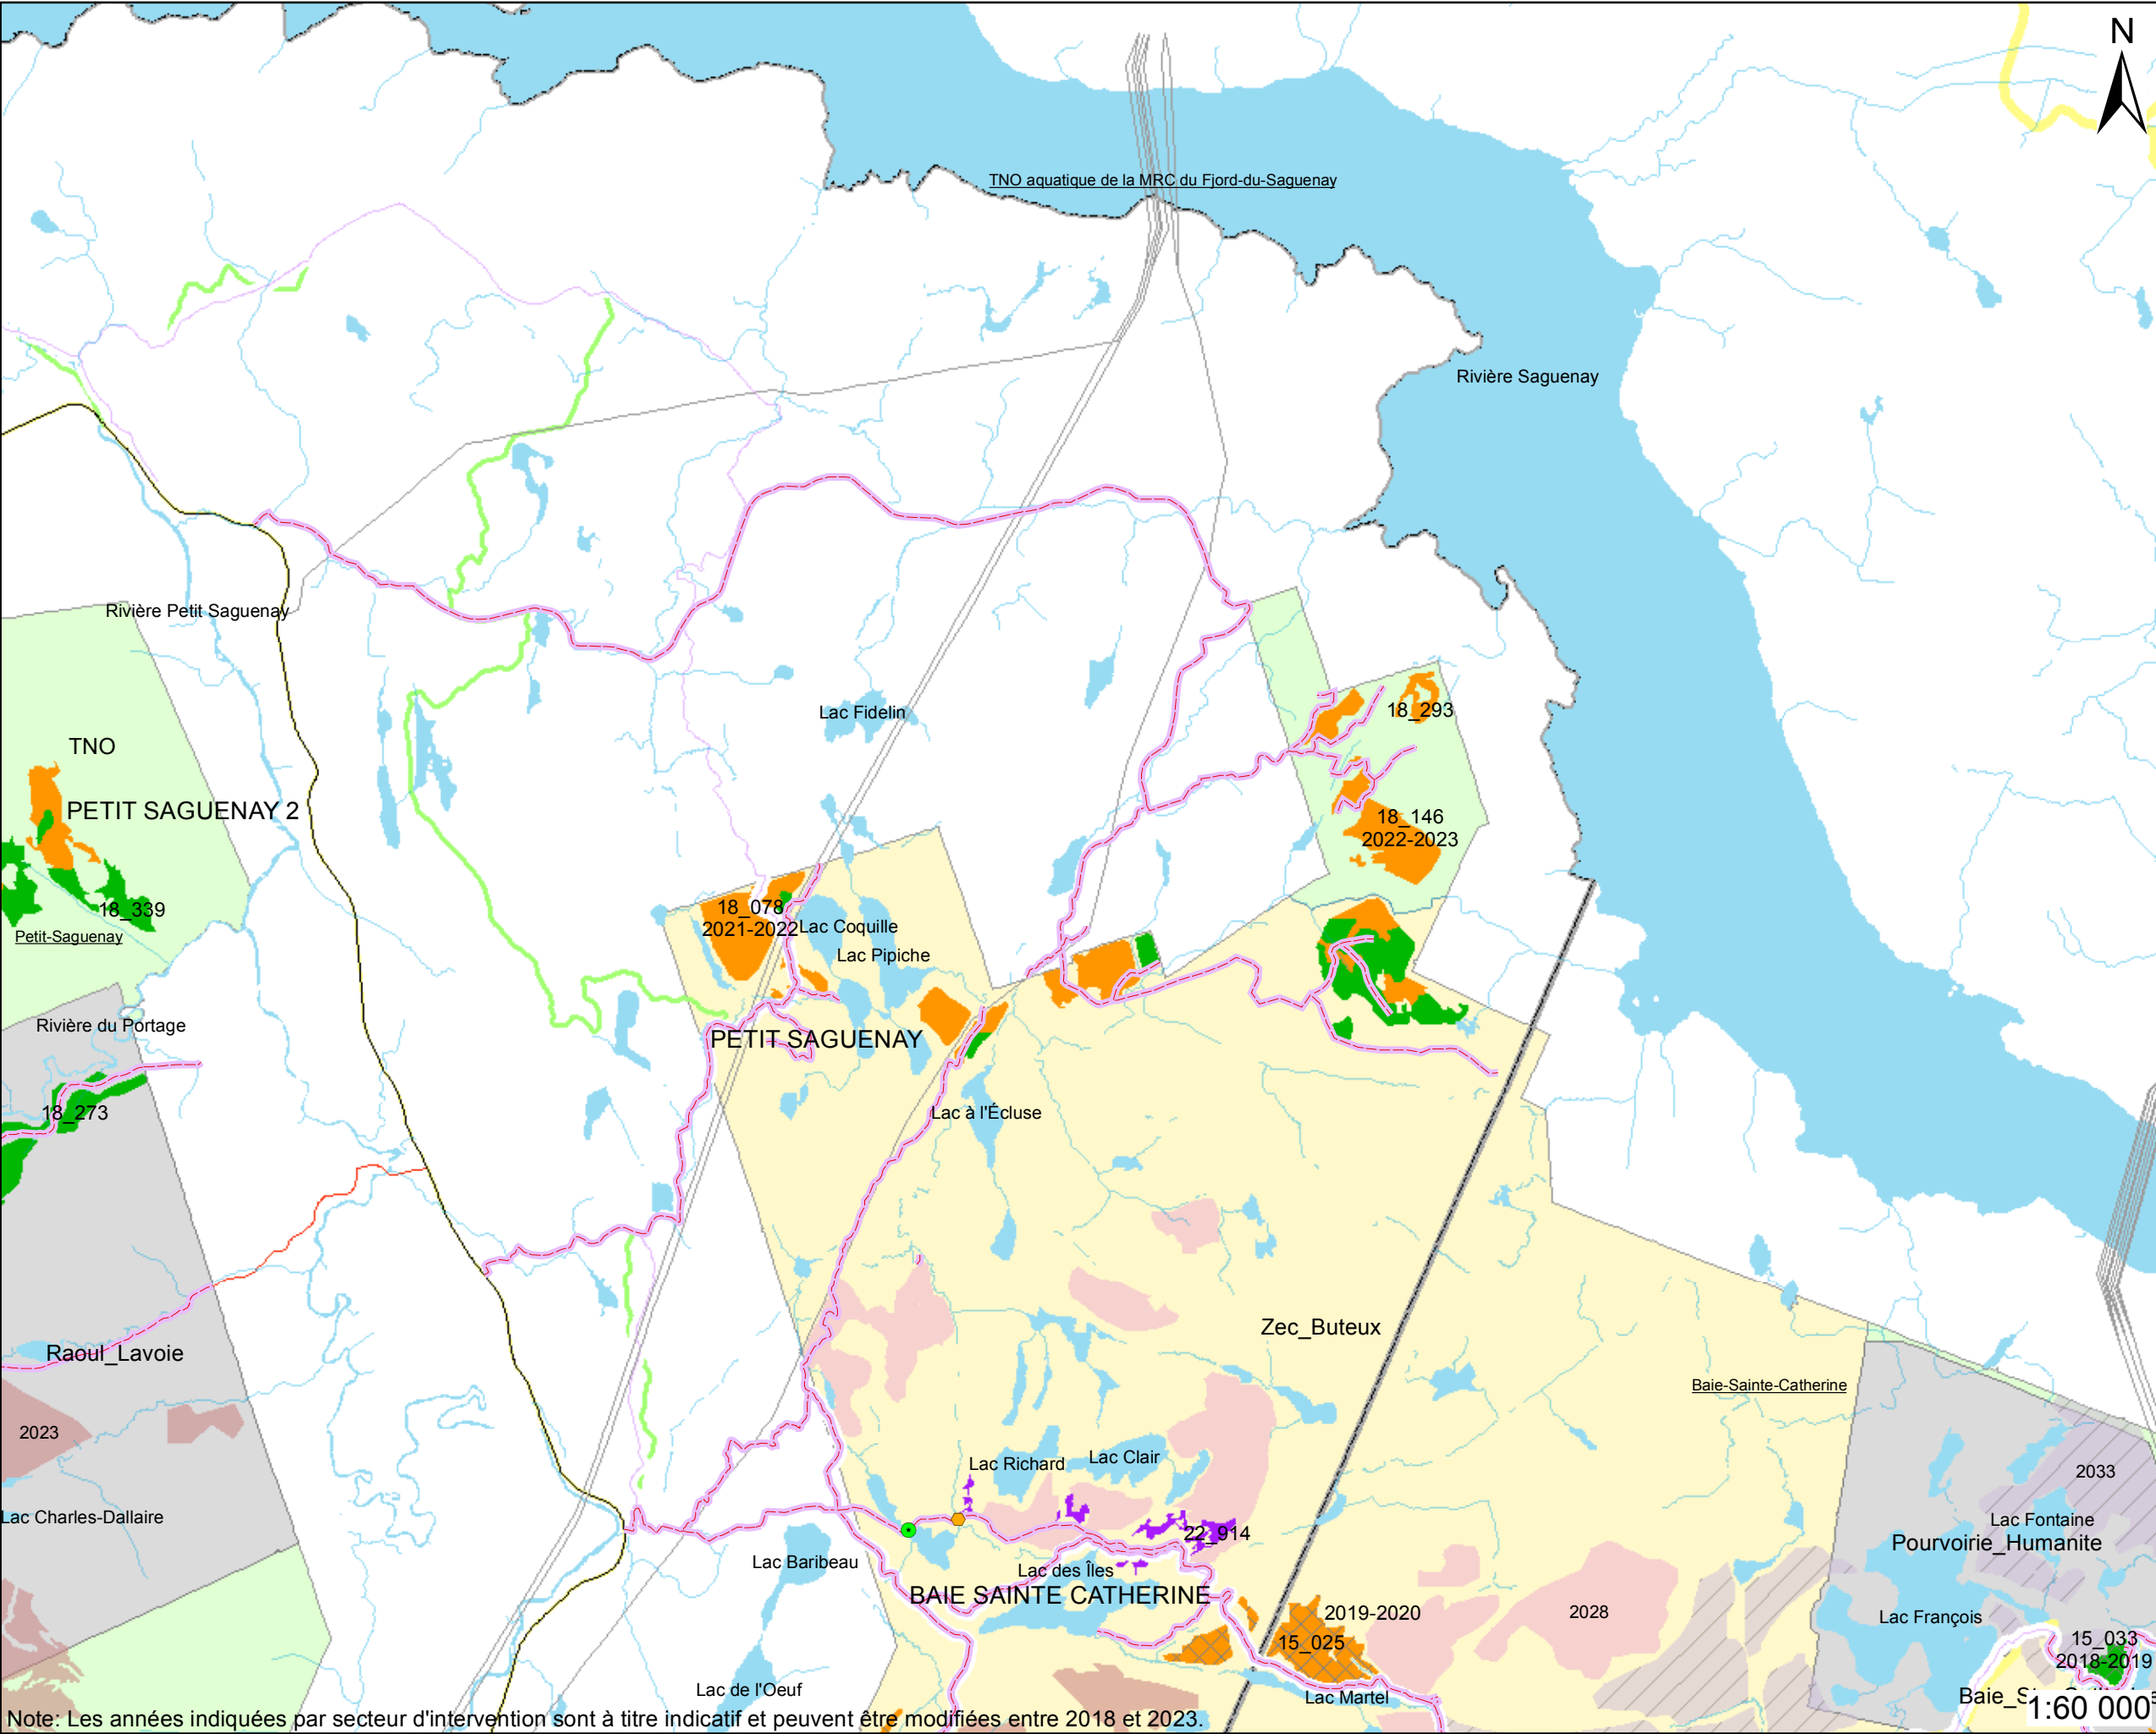 N
TNO aquatique de la MRC du Fjord-du-Saguenay
Rivière Saguenay
Rivière Petit Saguenay
Lac Fidelin
18_293
TNO
PETIT SAGUENAY 2
18_146
2022-2023
18_339
Petit-Saguenay
18_078
2021-2022
Lac Coquille
Lac Pipiche
Rivière du Portage
PETIT SAGUENAY
18_273
Lac à l'Écluse
Zec_Buteux
Raoul_Lavoie
Baie-Sainte-Catherine
2023
Lac Richard
Lac Clair
2033
Lac Charles-Dallaire
22_914
Lac Fontaine
Pourvoirie_Humanite
Lac Baribeau
Lac des Îles
BAIE SAINTE CATHERINE
2019-2020
2028
Lac François
15_025
15_033
2018-2019
Lac de l'Oeuf
Lac Martel
1:60 000
Note: Les années indiquées par secteur d'intervention sont à titre indicatif et peuvent être modifiées entre 2018 et 2023.